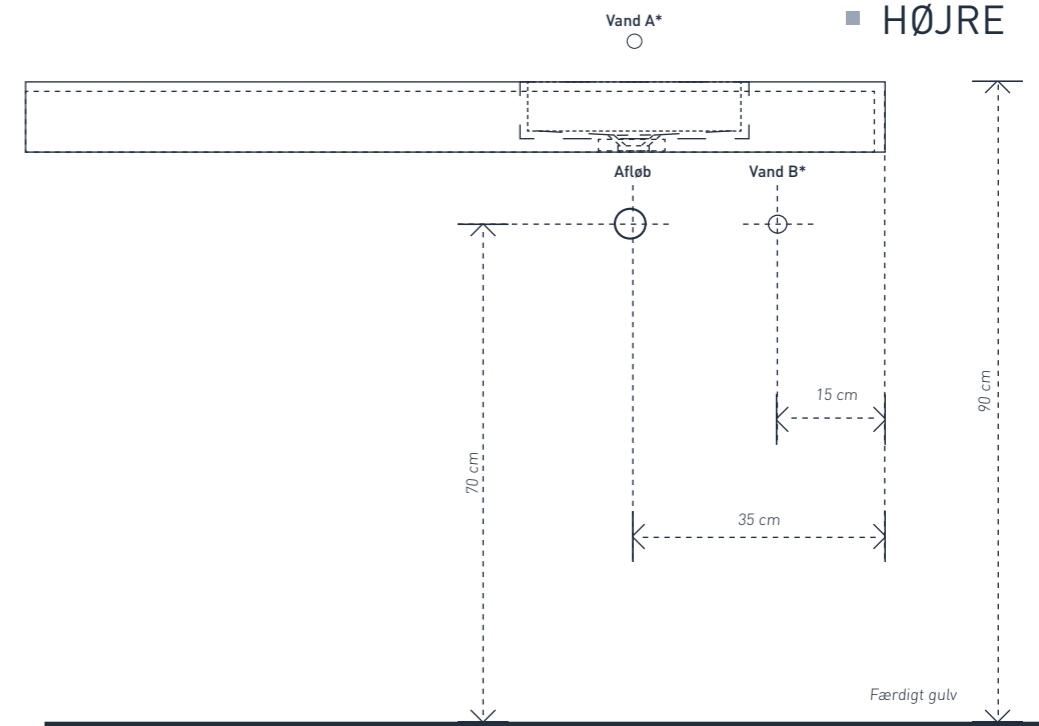 HØJRE
Vand A*
Afløb
Vand B*
15 cm
90 cm
70 cm
35 cm
Færdigt gulv